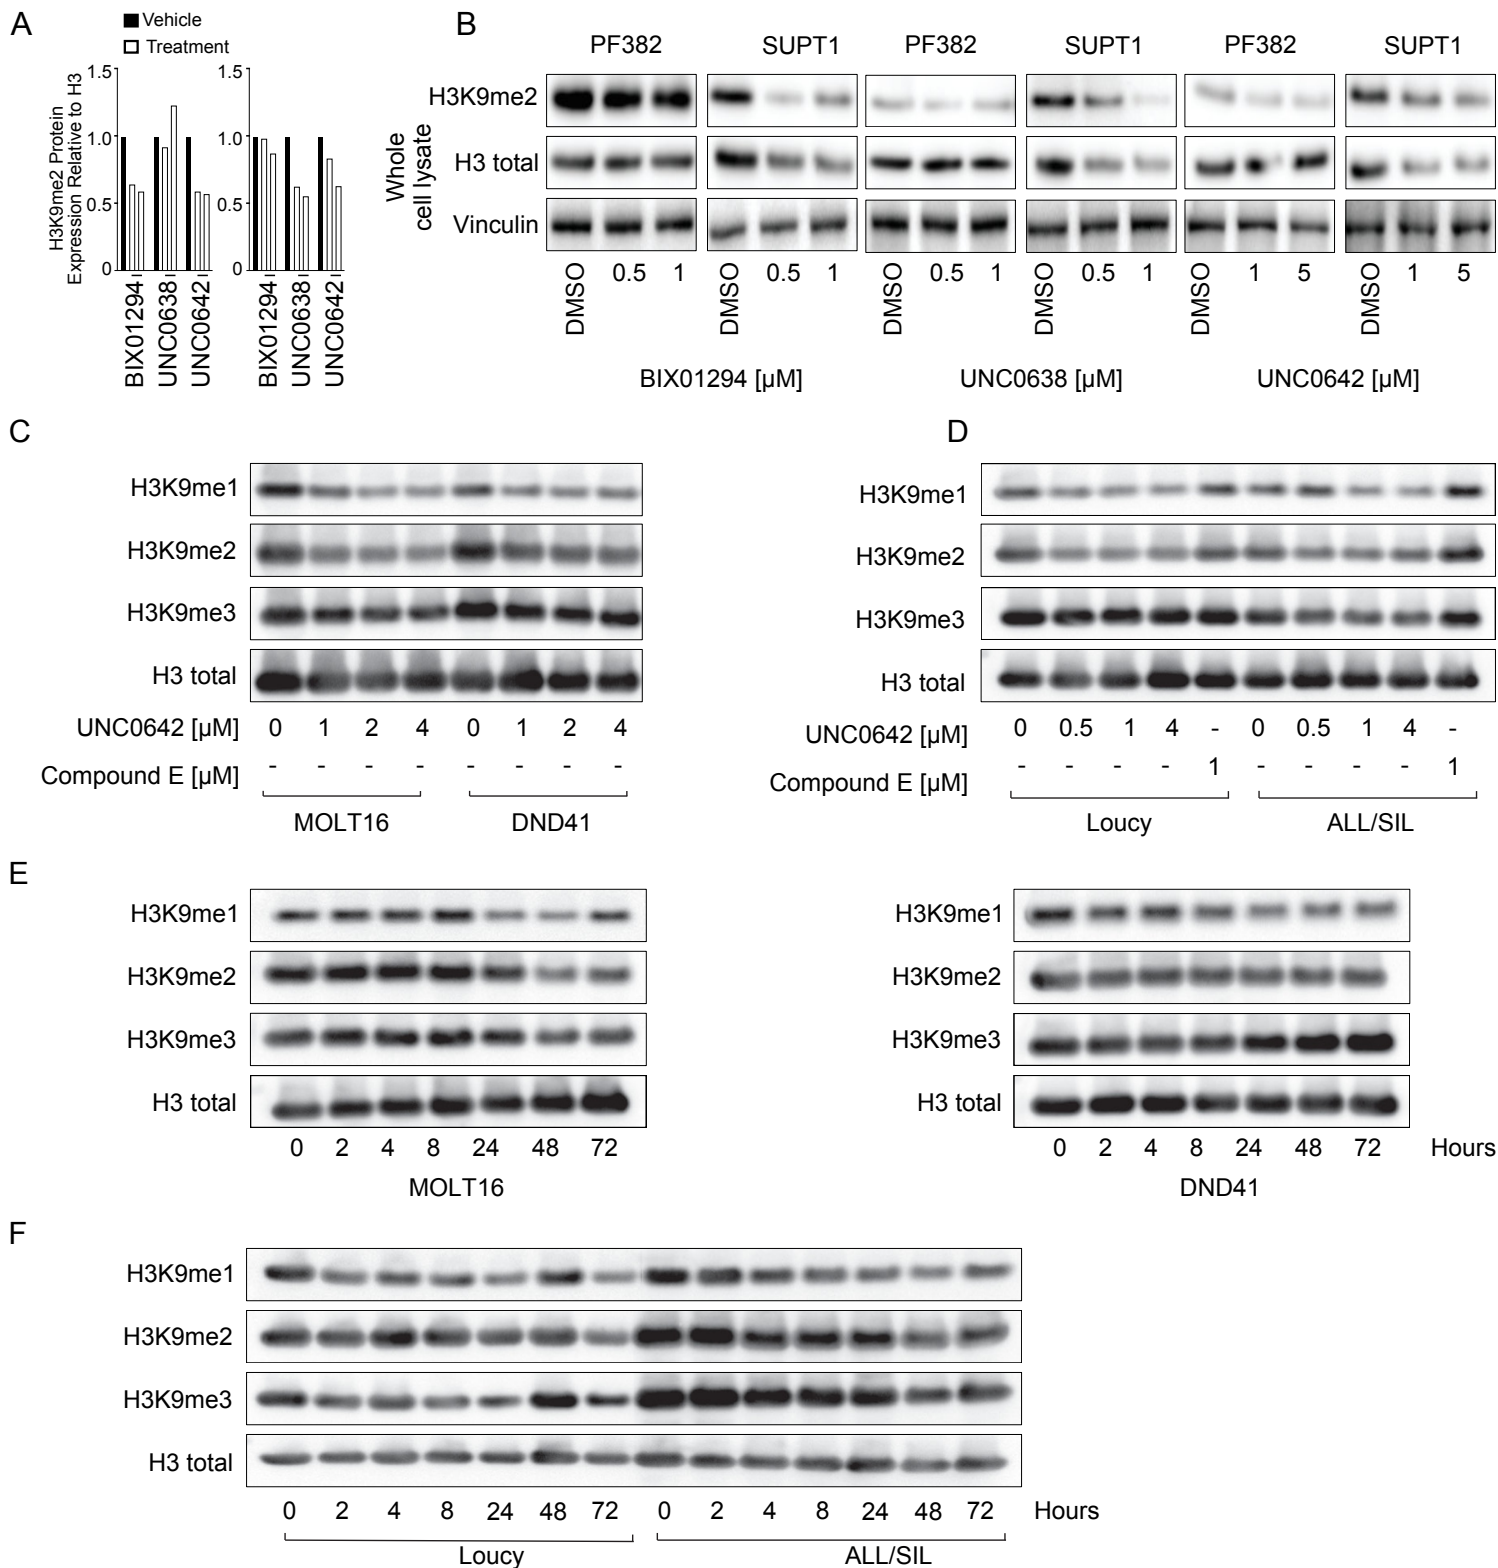 A
Vehicle
Treatment
H3K9me2 Protein
Expression Relative to H3
1.5
1.0
0.5
0
BIX01294
UNC0638
UNC0642
1.5
1.0
0.5
0
BIX01294
UNC0638
UNC0642
B
PF382 SUPT1 PF382 SUPT1 PF382 SUPT1
Whole
cell lysate
H3K9me2
H3 total
Vinculin
DMSO 0.5 1 DMSO 0.5 1 DMSO 0.5 1 DMSO 0.5 1 DMSO 1 5 DMSO 1 5
BIX01294 [µM] UNC0638 [µM] UNC0642 [µM]
C
H3K9me1
H3K9me2
H3K9me3
H3 total
UNC0642 [µM] 0 1 2 4 0 1 2 4
Compound E [µM] - - - - - - - -
MOLT16 DND41
D
H3K9me1
H3K9me2
H3K9me3
H3 total
UNC0642 [µM] 0 0.5 1 4 - 0 0.5 1 4 -
Compound E [µM] - - - - 1 - - - - 1
Loucy ALL/SIL
E
H3K9me1
H3K9me2
H3K9me3
H3 total
0 2 4 8 24 48 72
MOLT16
H3K9me1
H3K9me2
H3K9me3
H3 total
0 2 4 8 24 48 72 Hours
DND41
F
H3K9me1
H3K9me2
H3K9me3
H3 total
0 2 4 8 24 48 72 0 2 4 8 24 48 72 Hours
Loucy ALL/SIL